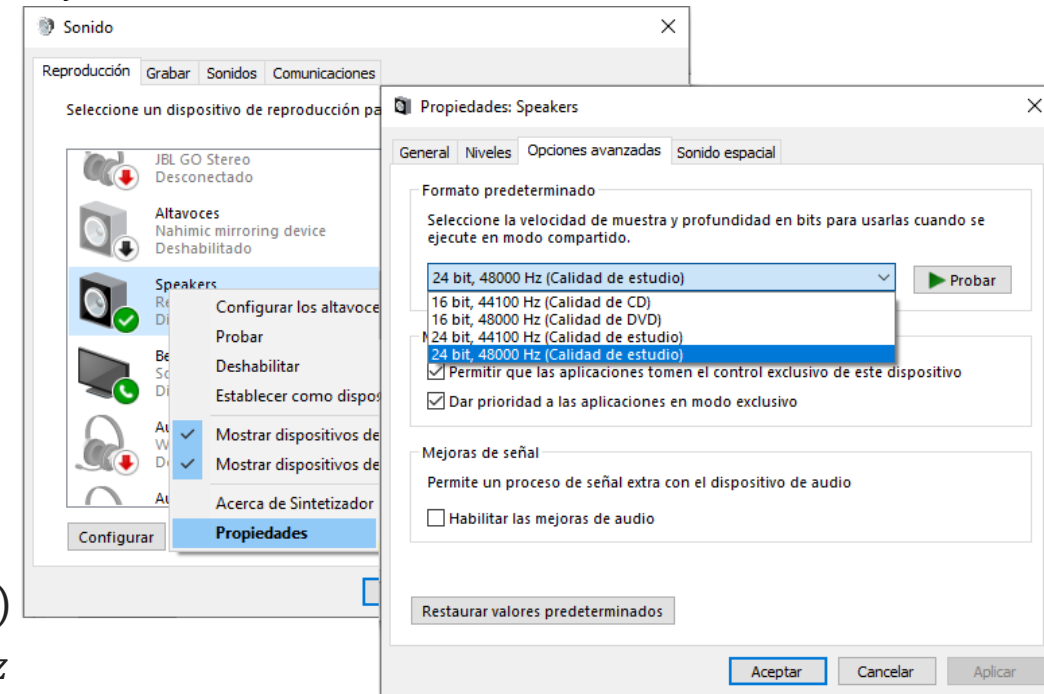 Sonido
Reproducción Grabar Sonidos Comunicaciones
Seleccione un dispositivo de reproducción
JBL GO Stereo
Desconectado
Altavoces
Nahimic mirroring device
Deshabilitado
Speakers
Configurar los
Probar
Deshabilitar
Establecer como
Mostrar dispositivos de
Mostrar dispositivos de
Acerca de Sintetizador
Propiedades
Configurar
Propiedades: Speakers
General Niveles Opciones avanzadas Sonido espacial
Formato predeterminado
Seleccione la velocidad de muestra y profundidad en bits para usarlas cuando se
ejecute en modo compartido.
24 bit, 48000 Hz (Calidad de estudio)
Probar
16 bit, 44100 Hz (Calidad de CD)
16 bit, 48000 Hz (Calidad de DVD)
24 bit, 44100 Hz (Calidad de estudio)
24 bit, 48000 Hz (Calidad de estudio)
Permitir que las aplicaciones tomen el control exclusivo de este dispositivo
Dar prioridad a las aplicaciones en modo exclusivo
Mejoras de señal
Permite un proceso de señal extra con el dispositivo de audio
Habilitar las mejoras de audio
Restaurar valores predeterminados
Aceptar Cancelar Aplicar
)
z